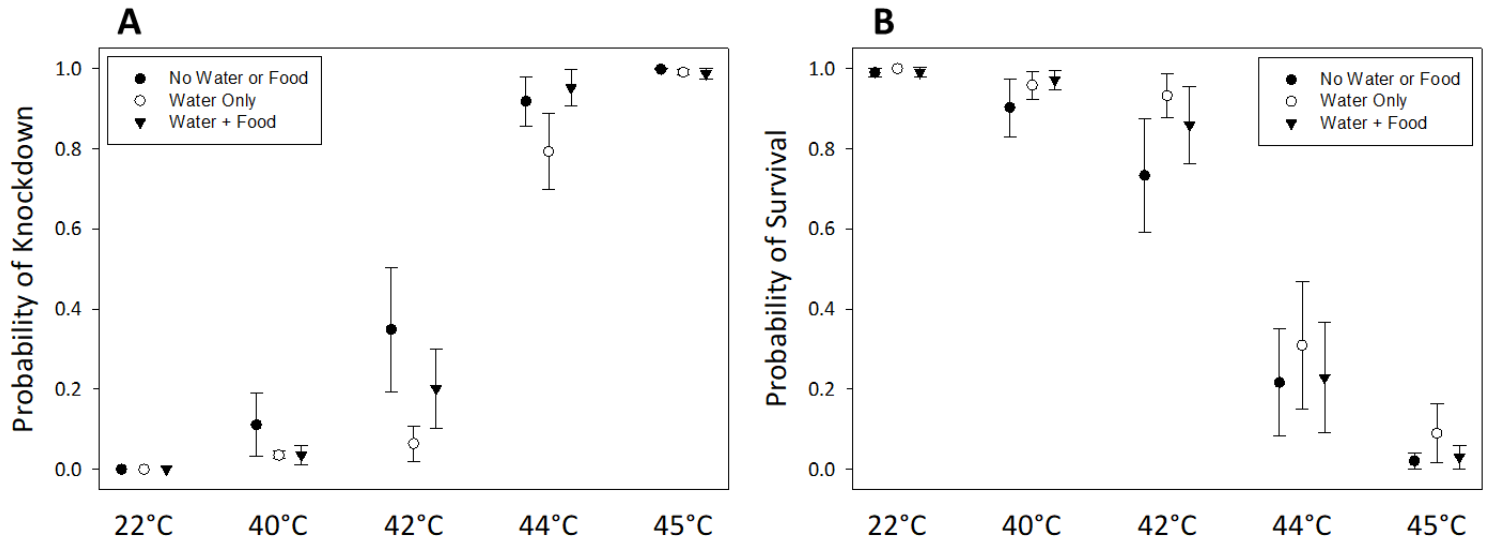 A
Probability of Knockdown
1.0
0.8
0.6
0.4
0.2
0.0
No Water or Food
Water Only
Water + Food
22°C 40°C 42°C 44°C 45°C
B
Probability of Survival
1.0
0.8
0.6
0.4
0.2
0.0
No Water or Food
Water Only
Water + Food
22°C 40°C 42°C 44°C 45°C